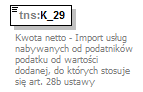 tns:K_29
Kwota netto - Import usług
nabywanych od podatników
podatku od wartości
dodanej, do których stosuje
się art. 28b ustawy